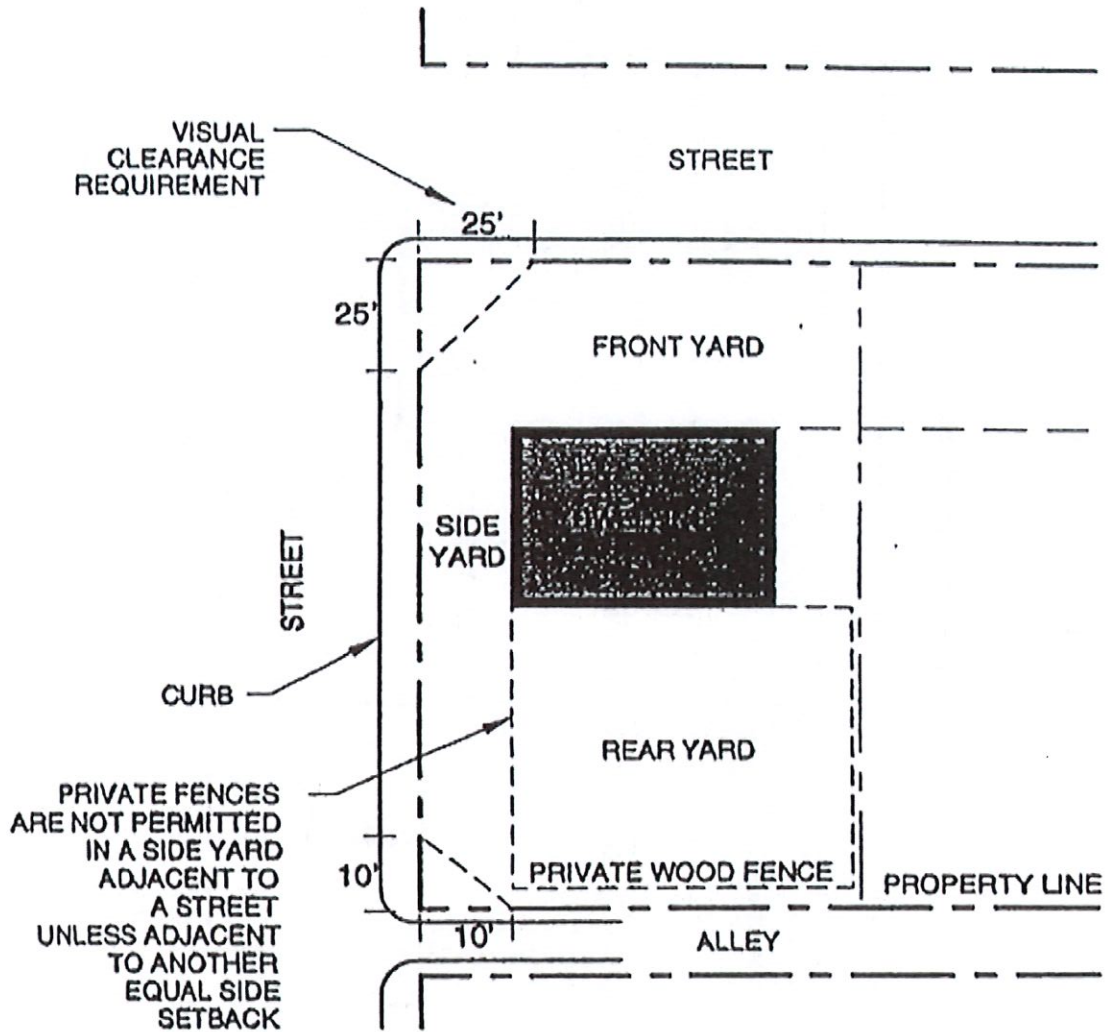 VISUAL
CLEARANCE
REQUIREMENT
STREET
25'
25'
FRONT YARD
SIDE
YARD
STREET
CURB
REAR YARD
PRIVATE FENCES
ARE NOT PERMITTED
IN A SIDE YARD
ADJACENT TO
A STREET
UNLESS ADJACENT
TO ANOTHER
EQUAL SIDE
SETBACK
10'
PRIVATE WOOD FENCE
PROPERTY LINE
10'
ALLEY